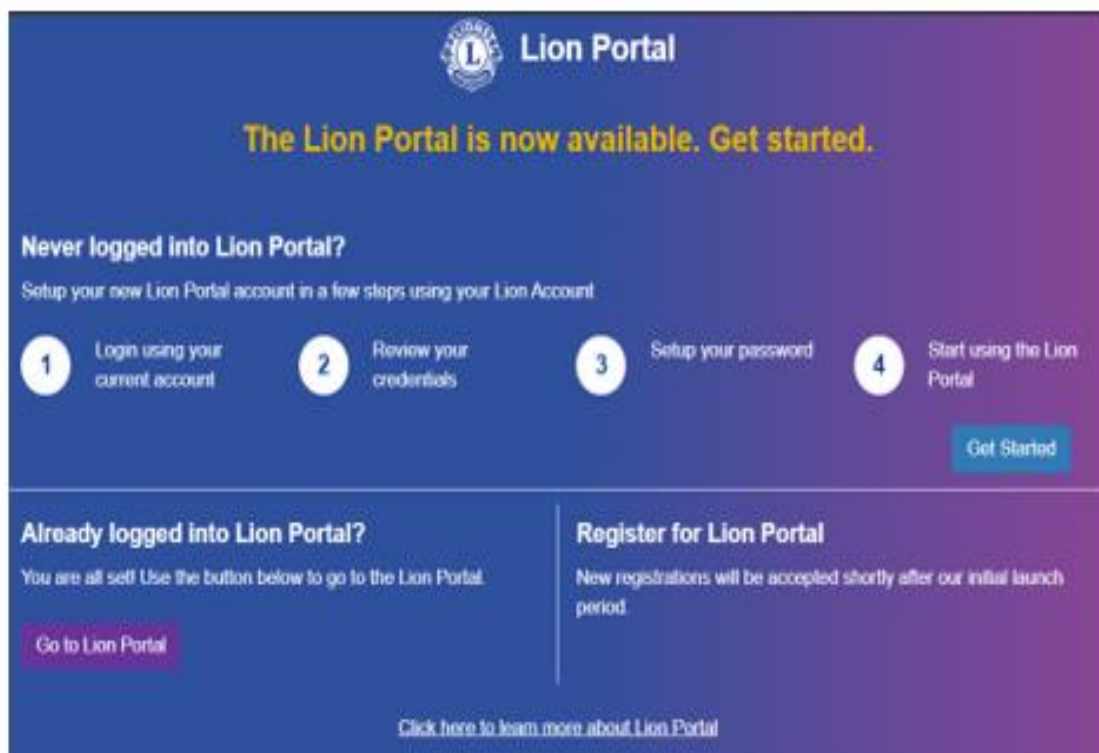 L
Lion Portal
The Lion Portal is now available. Get started.
Never logged into Lion Portal?
Setup your new Lion Portal account in a few steps using your Lion Account
1
Login using your
current account
2
Review your
credentials
3
Setup your password
4
Start using the Lion
Portal
Get Started
Already logged into Lion Portal?
You are all set! Use the button below to go to the Lion Portal.
Go to Lion Portal
Register for Lion Portal
New registrations will be accepted shortly after our initial launch
period.
Click here to learn more about Lion Portal